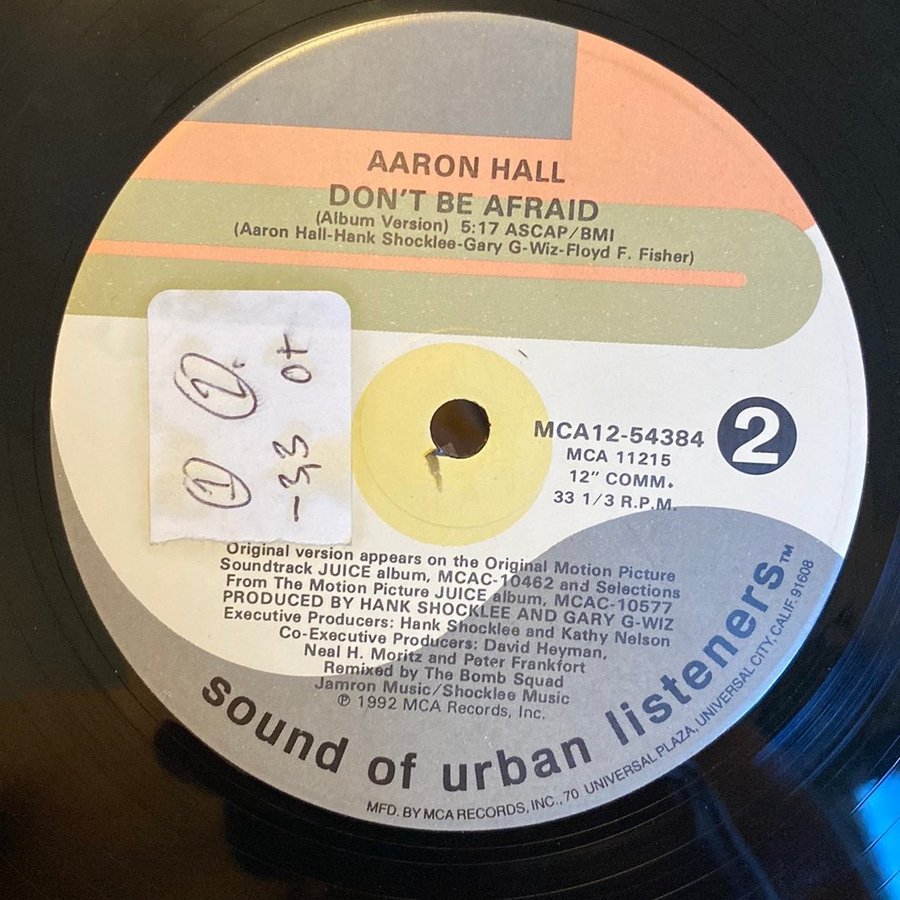 AARON HALL
DON'T BE AFRAID
(Album Version) 5:17 ASCAP/BMI
(Aaron Hall-Hank Shocklee-Gary G-Wiz-Floyd F. Fisher)
MCA12-54384
MCA 11215
12" COMM.
33 1/3 R.P.M.
2
Original version appears on the Original Motion Picture
Soundtrack JUICE album, MCAC-10462 and Selections
From The Motion Picture JUICE album, MCAC-10577
PRODUCED BY HANK SHOCKLEE AND GARY G-WIZ
Executive Producers: Hank Shocklee and Kathy Nelson
Co-Executive Producers: David Heyman,
Neal H. Moritz and Peter Frankfort
Remixed by The Bomb Squad
Jamron Music/Shocklee Music
℗ 1992 MCA Records, Inc.
sound of urban listeners™
MFD. BY MCA RECORDS, INC., 70 UNIVERSAL PLAZA, UNIVERSAL CITY, CALIF. 91608